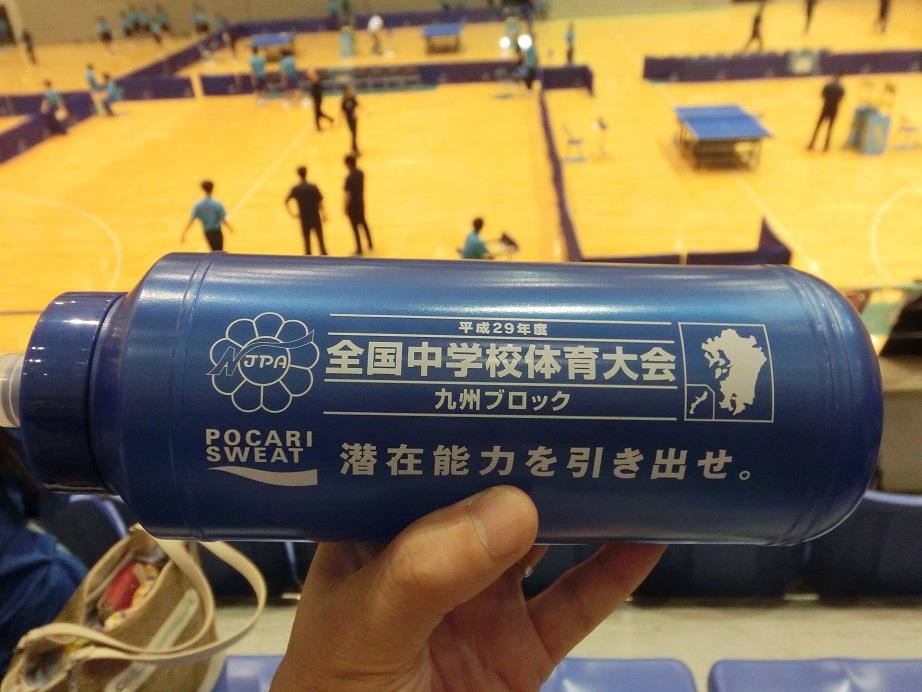 平成29年度
NJPA
全国中学校体育大会
九州ブロック
POCARI
SWEAT
潜在能力を引き出せ。